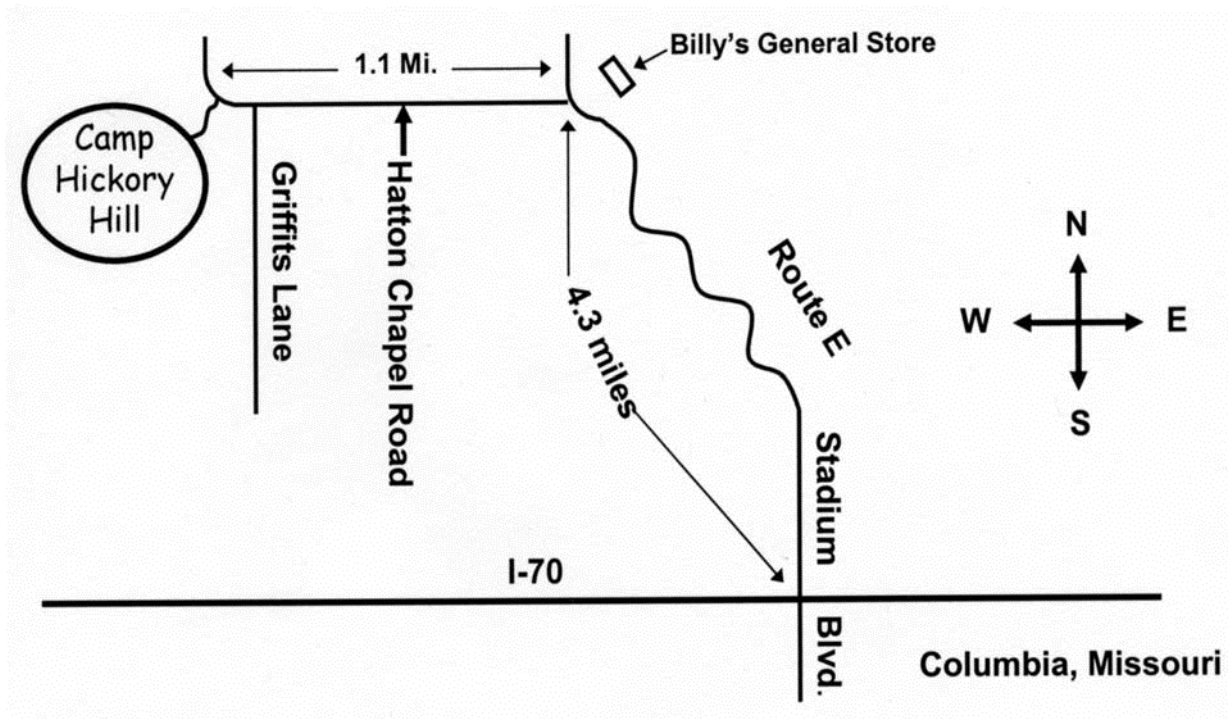 Billy's General Store
1.1 Mi.
Camp
Hickory
Hill
Griffits Lane
Hatton Chapel Road
4.3 miles
Route E
N
W
E
S
Stadium
Blvd.
I-70
Columbia, Missouri